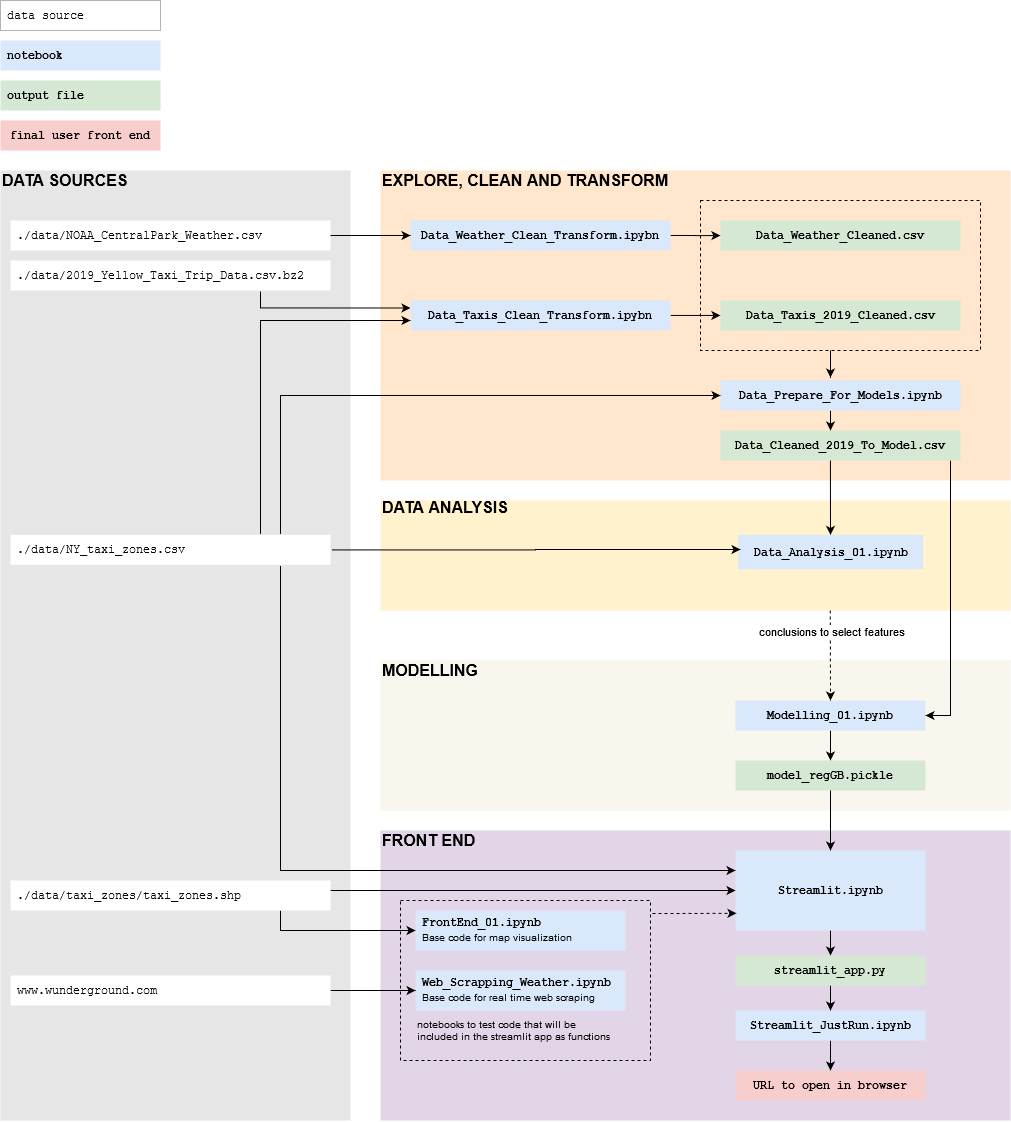 data source
notebook
output file
final user front end
DATA SOURCES
./data/NOAA_CentralPark_Weather.csv
./data/2019_Yellow_Taxi_Trip_Data.csv.bz2
./data/NY_taxi_zones.csv
./data/taxi_zones/taxi_zones.shp
www.wunderground.com
EXPLORE, CLEAN AND TRANSFORM
Data_Weather_Clean_Transform.ipybn
Data_Weather_Cleaned.csv
Data_Taxis_Clean_Transform.ipybn
Data_Taxis_2019_Cleaned.csv
Data_Prepare_For_Models.ipynb
Data_Cleaned_2019_To_Model.csv
DATA ANALYSIS
Data_Analysis_01.ipynb
conclusions to select features
MODELLING
Modelling_01.ipynb
model_regGB.pickle
FRONT END
Streamlit.ipynb
FrontEnd_01.ipynb
Base code for map visualization
Web_Scrapping_Weather.ipynb
Base code for real time web scraping
notebooks to test code that will be
included in the streamlit app as functions
streamlit_app.py
Streamlit_JustRun.ipynb
URL to open in browser